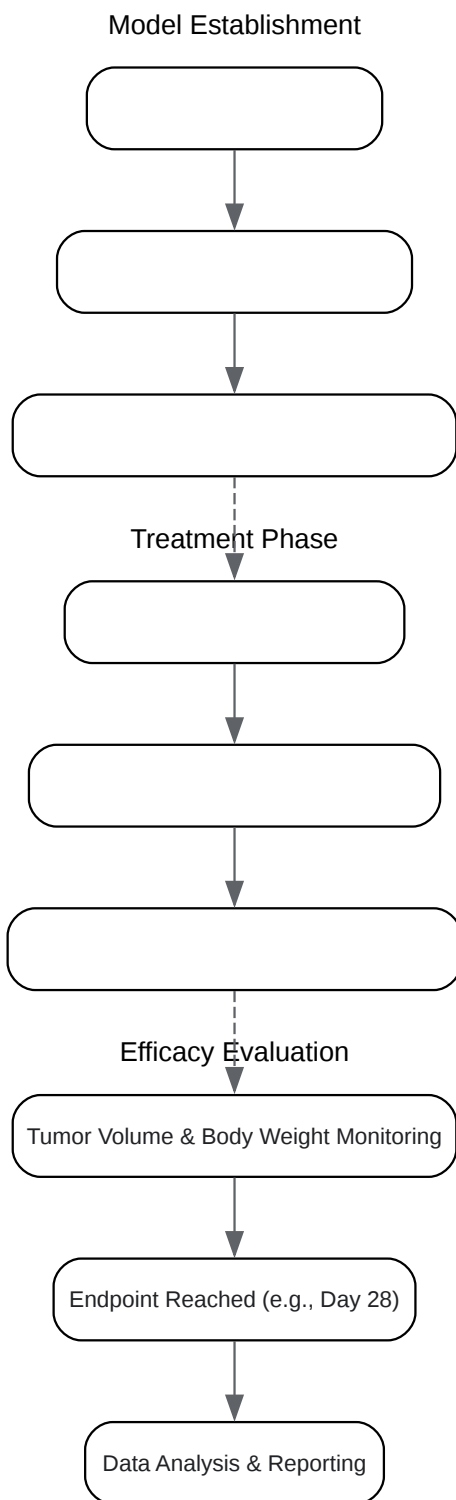 Model Establishment
Treatment Phase
Efficacy Evaluation
Tumor Volume & Body Weight Monitoring
Endpoint Reached (e.g., Day 28)
Data Analysis & Reporting